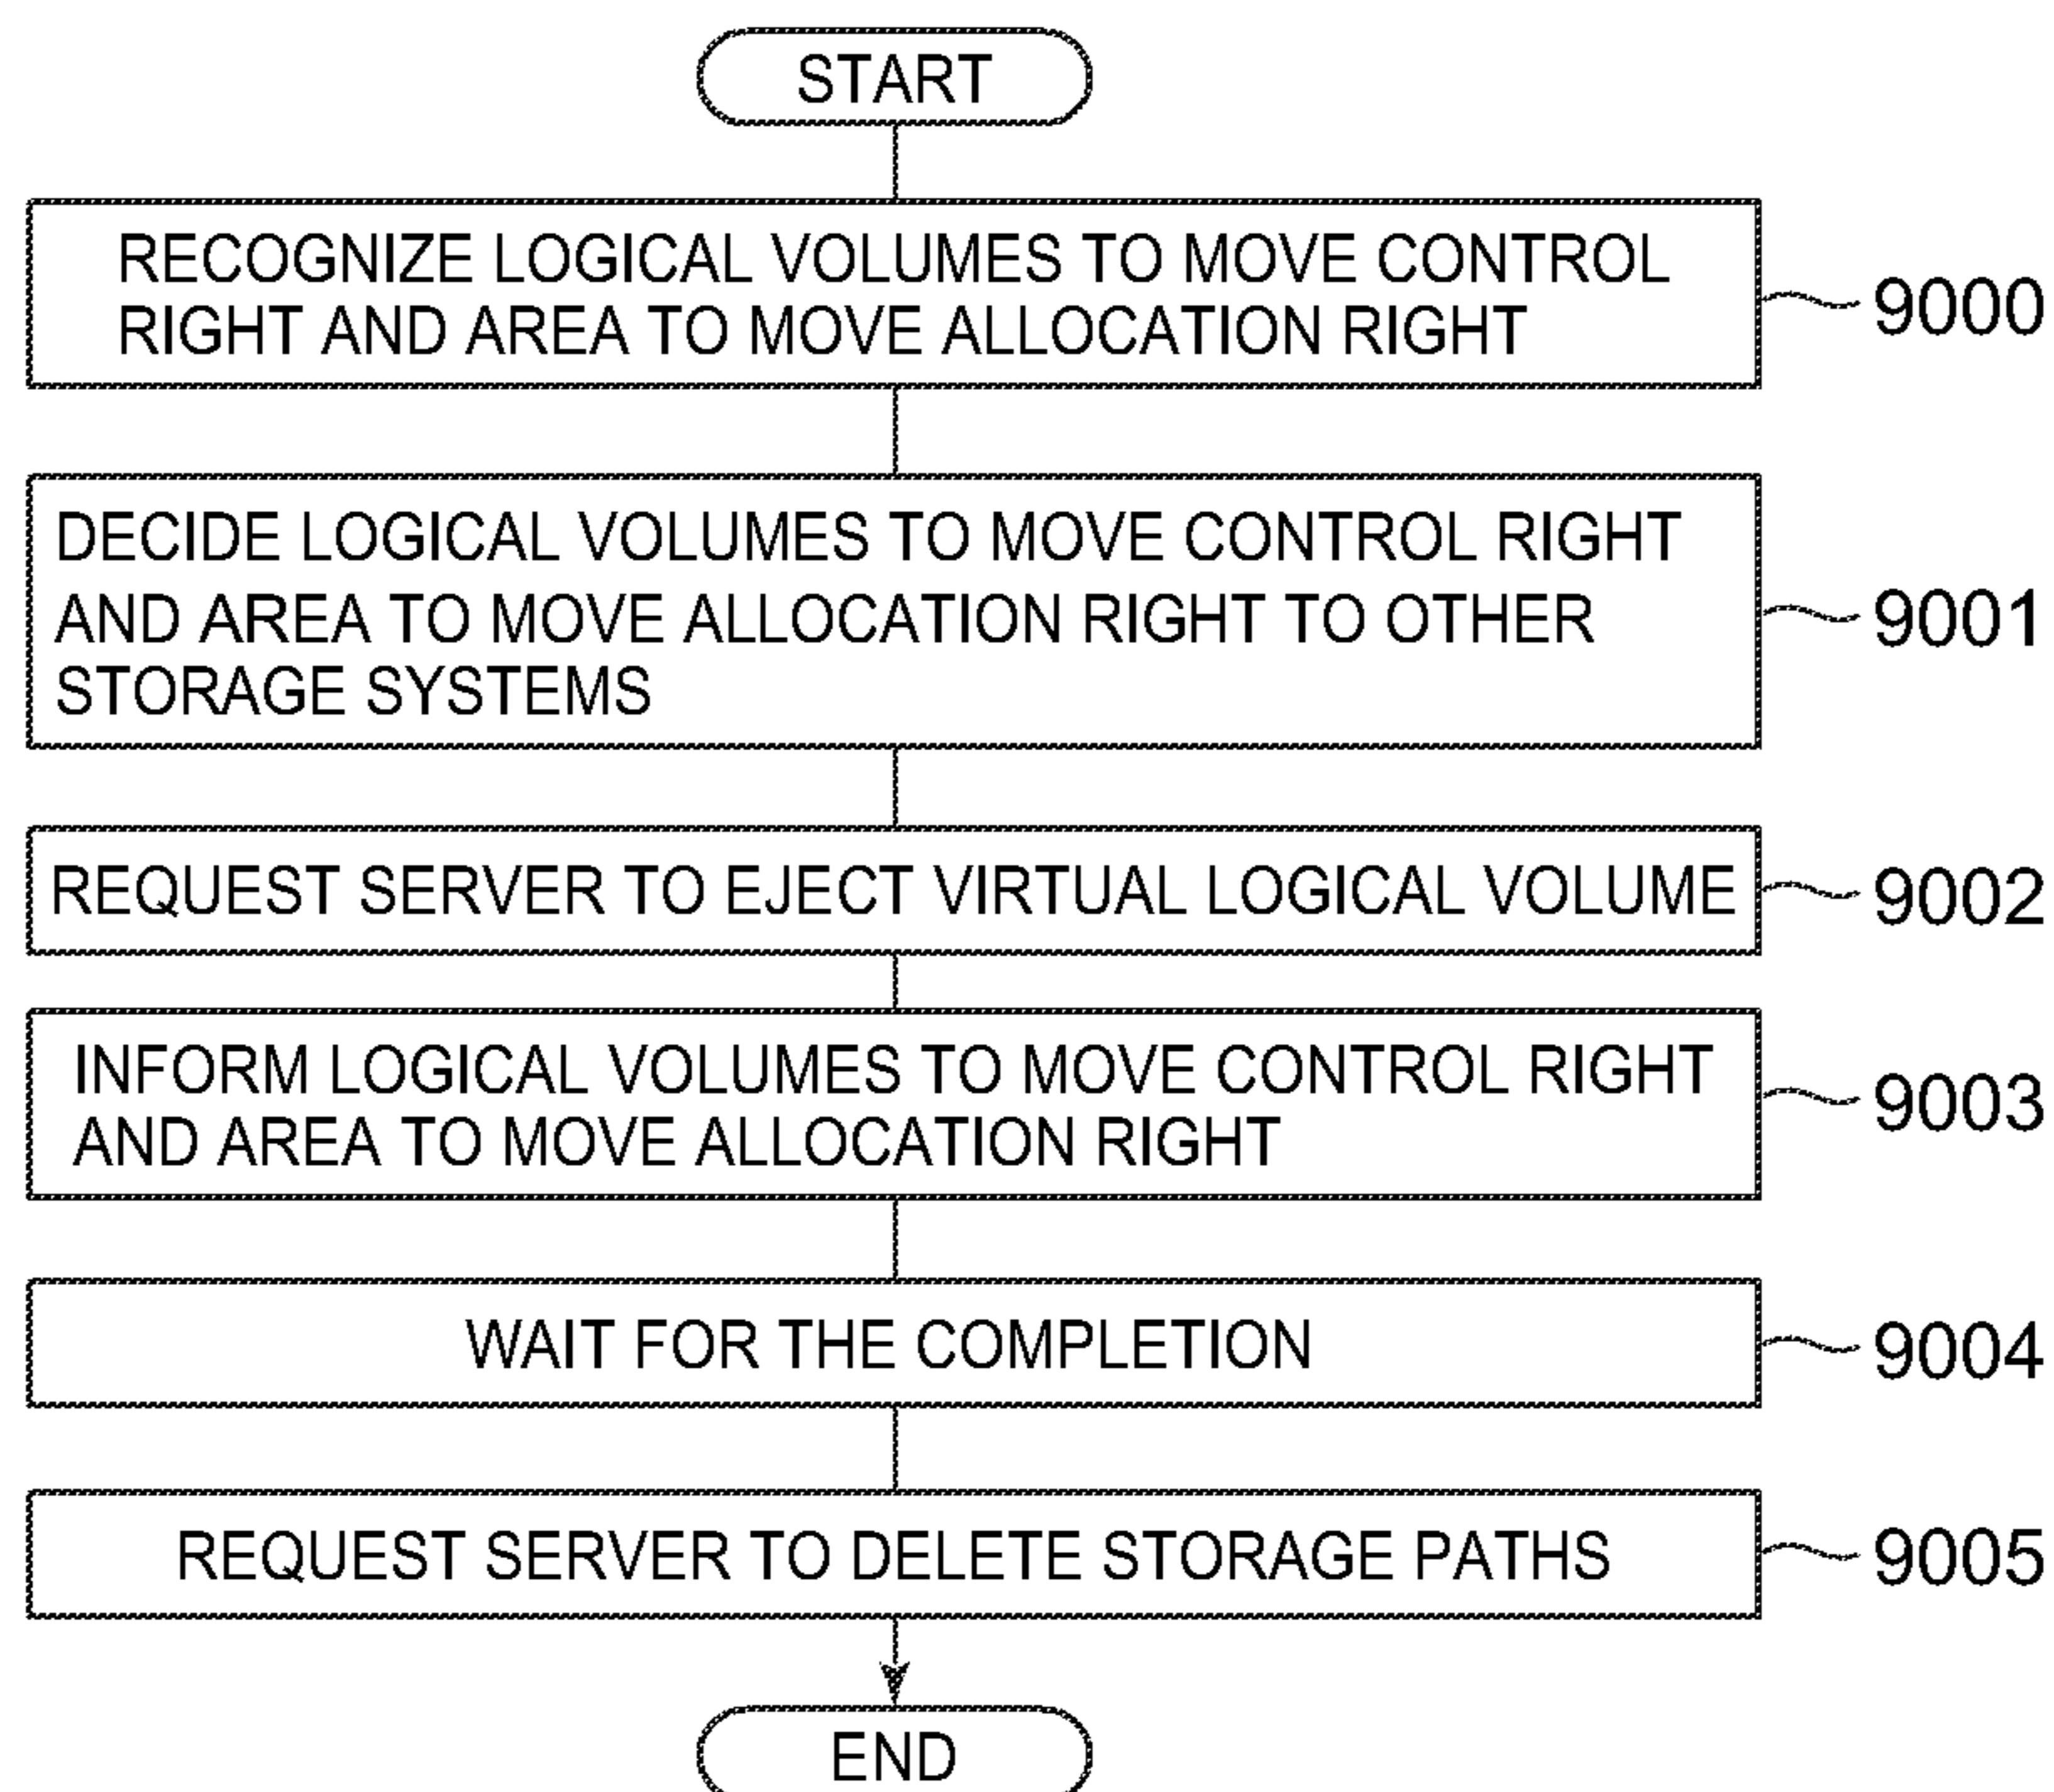 START
RECOGNIZE LOGICAL VOLUMES TO MOVE CONTROL
RIGHT AND AREA TO MOVE ALLOCATION RIGHT
9000
DECIDE LOGICAL VOLUMES TO MOVE CONTROL RIGHT
AND AREA TO MOVE ALLOCATION RIGHT TO OTHER
STORAGE SYSTEMS
9001
REQUEST SERVER TO EJECT VIRTUAL LOGICAL VOLUME
9002
INFORM LOGICAL VOLUMES TO MOVE CONTROL RIGHT
AND AREA TO MOVE ALLOCATION RIGHT
9003
WAIT FOR THE COMPLETION
9004
REQUEST SERVER TO DELETE STORAGE PATHS
9005
END